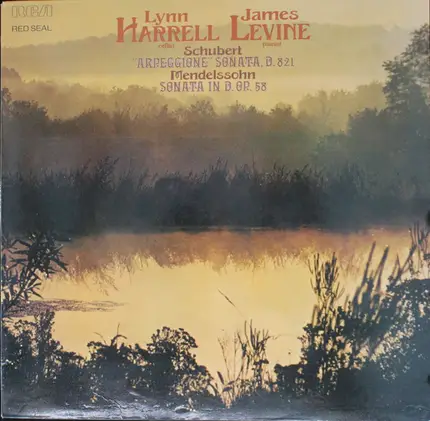 RCA
RED SEAL
Lynn James
HARRELL LEVINE
cellist pianist
Schubert
"ARPEGGIONE" SONATA, D. 821
Mendelssohn
SONATA IN D, OP. 58